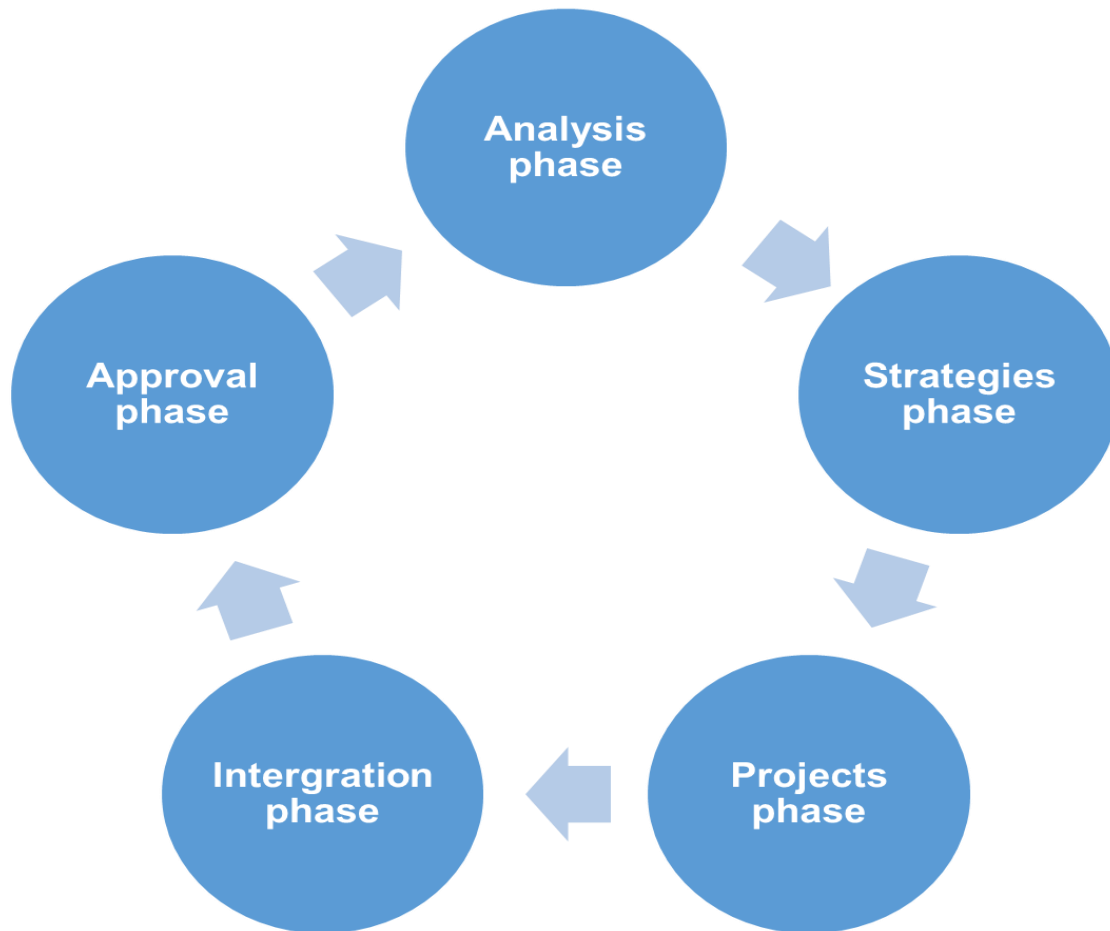 Analysis
phase
Strategies
phase
Projects
phase
Intergration
phase
Approval
phase